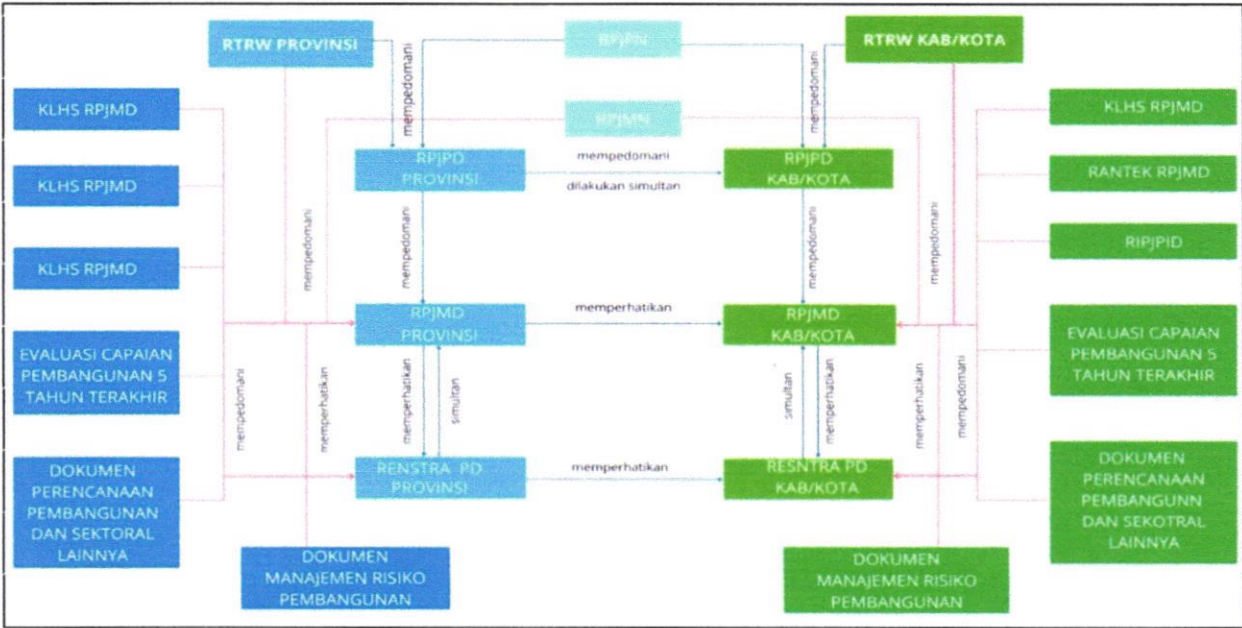 RTRW PROVINSI
RPJPN
RTRW KAB/KOTA
mempedomani
mempedomani
KLHS RPJMD
RPJMN
KLHS RPJMD
mempedomani
RPJPD
PROVINSI
RPJPD
KAB/KOTA
dilakukan simultan
KLHS RPJMD
RANTEK RPJMD
mempedomani
mempedomani
mempedomani
mempedomani
KLHS RPJMD
RIPJPID
RPJMD
PROVINSI
memperhatikan
RPJMD
KAB/KOTA
EVALUASI CAPAIAN
PEMBANGUNAN 5
TAHUN TERAKHIR
EVALUASI CAPAIAN
PEMBANGUNAN 5
TAHUN TERAKHIR
mempedomani
memperhatikan
memperhatikan
simultan
simultan
memperhatikan
memperhatikan
mempedomani
RENSTRA PD
PROVINSI
memperhatikan
RESNTRA PD
KAB/KOTA
DOKUMEN
PERENCANAAN
PEMBANGUNAN
DAN SEKTORAL
LAINNYA
DOKUMEN
PERENCANAAN
PEMBANGUNN
DAN SEKOTRAL
LAINNYA
DOKUMEN
MANAJEMEN RISIKO
PEMBANGUNAN
DOKUMEN
MANAJEMEN RISIKO
PEMBANGUNAN